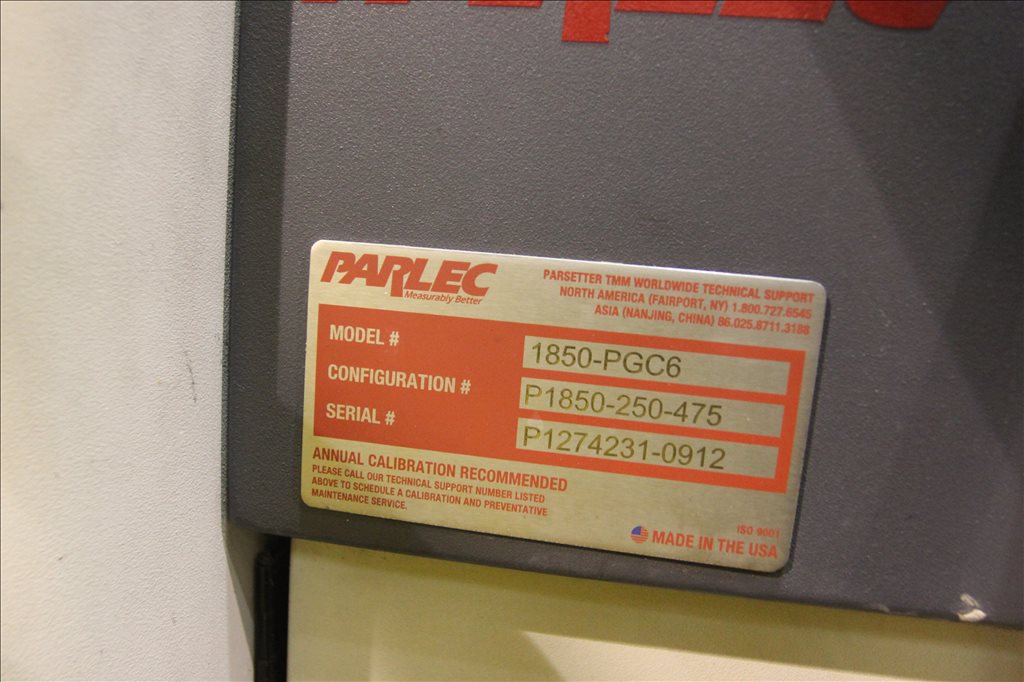 PARLEC
PARLEC
Measurably Better
PARSETTER TMM WORLDWIDE TECHNICAL SUPPORT
NORTH AMERICA (FAIRPORT, NY) 1.800.727.6545
ASIA (NANJING, CHINA) 86.025.8711.3188
MODEL # 1850-PGC6
CONFIGURATION # P1850-250-475
SERIAL # P1274231-0912
ANNUAL CALIBRATION RECOMMENDED
PLEASE CALL OUR TECHNICAL SUPPORT NUMBER LISTED
ABOVE TO SCHEDULE A CALIBRATION AND PREVENTATIVE
MAINTENANCE SERVICE.
ISO 9001
MADE IN THE USA